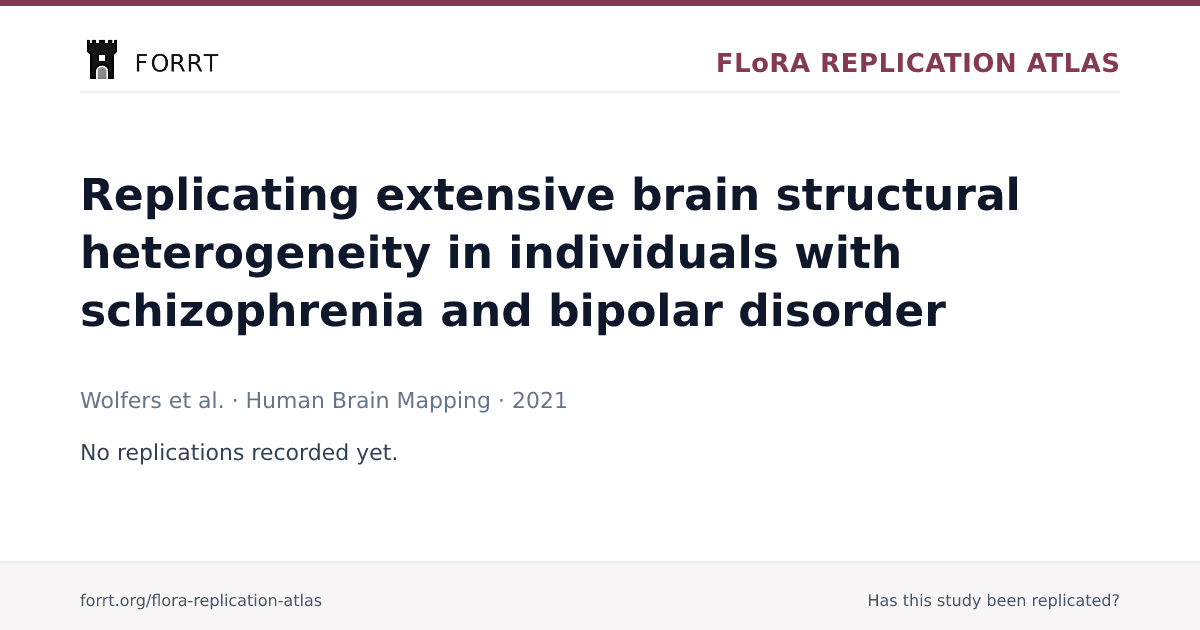 FORRT
FLoRA REPLICATION ATLAS
Replicating extensive brain structural
heterogeneity in individuals with
schizophrenia and bipolar disorder
Wolfers et al. · Human Brain Mapping · 2021
No replications recorded yet.
forrt.org/flora-replication-atlas
Has this study been replicated?